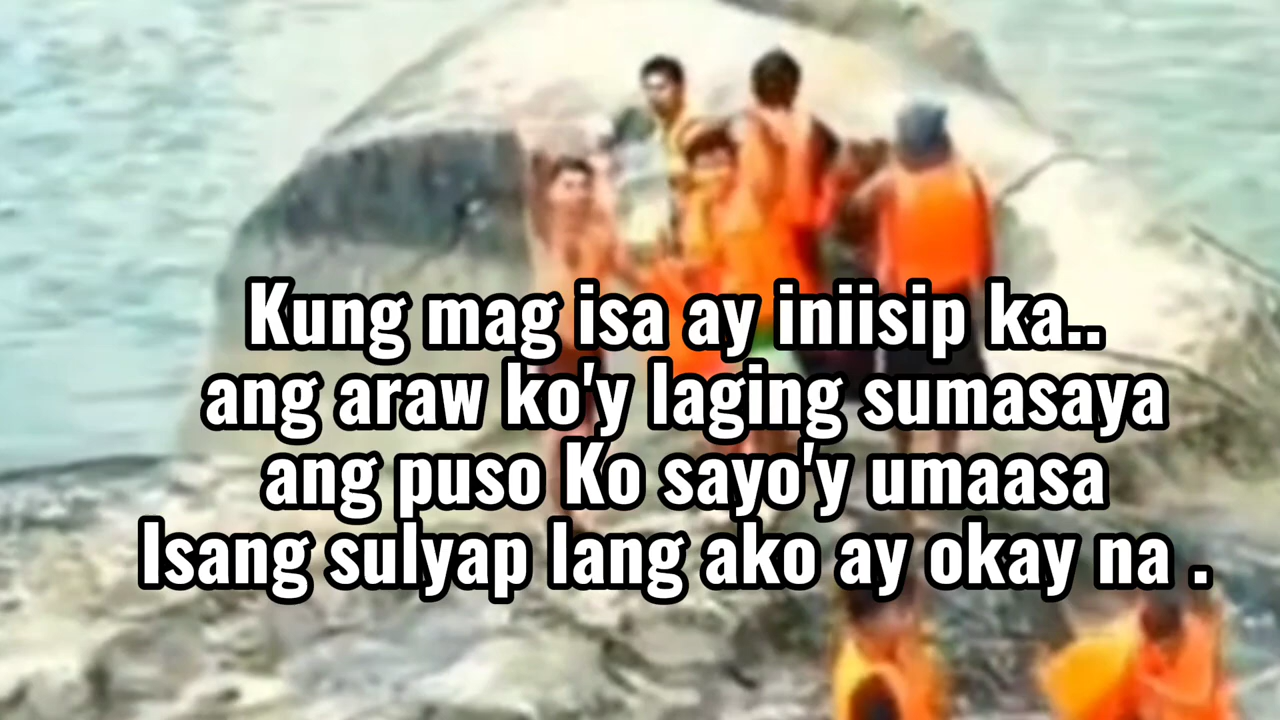 Kung mag isa ay iniisip ka..
ang araw ko'y laging sumasaya
ang puso Ko sayo'y umaasa
Isang sulyap lang ako ay okay na .